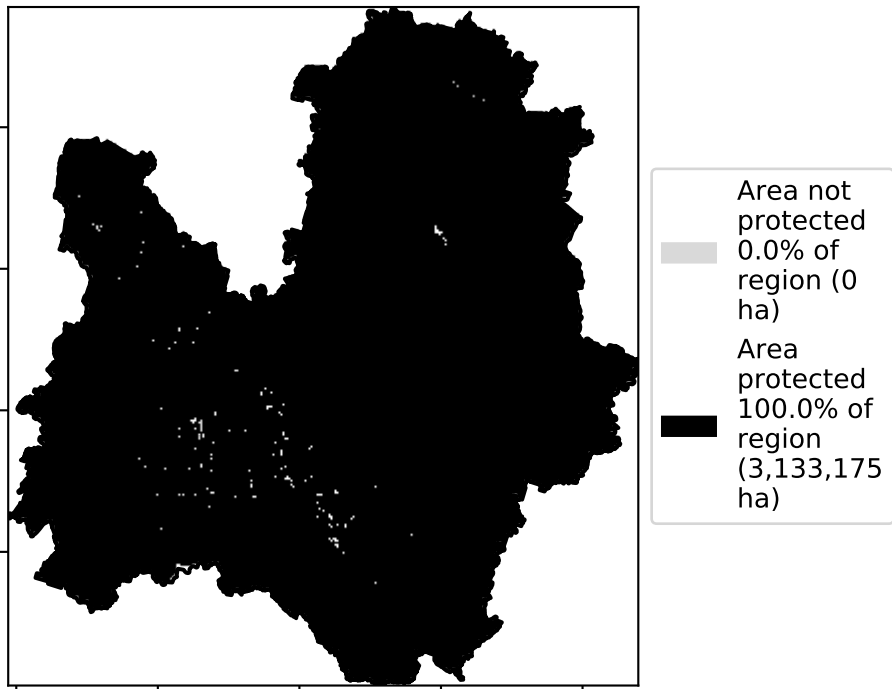 Area not
protected
0.0% of
region (0
ha)
Area
protected
100.0% of
region
(3,133,175
ha)